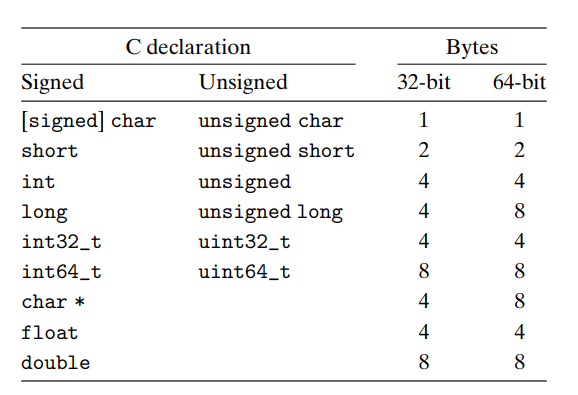 C declaration Bytes
Signed Unsigned 32-bit 64-bit
[signed] char unsigned char 1 1
short unsigned short 2 2
int unsigned 4 4
long unsigned long 4 8
int32_t uint32_t 4 4
int64_t uint64_t 8 8
char * 4 8
float 4 4
double 8 8